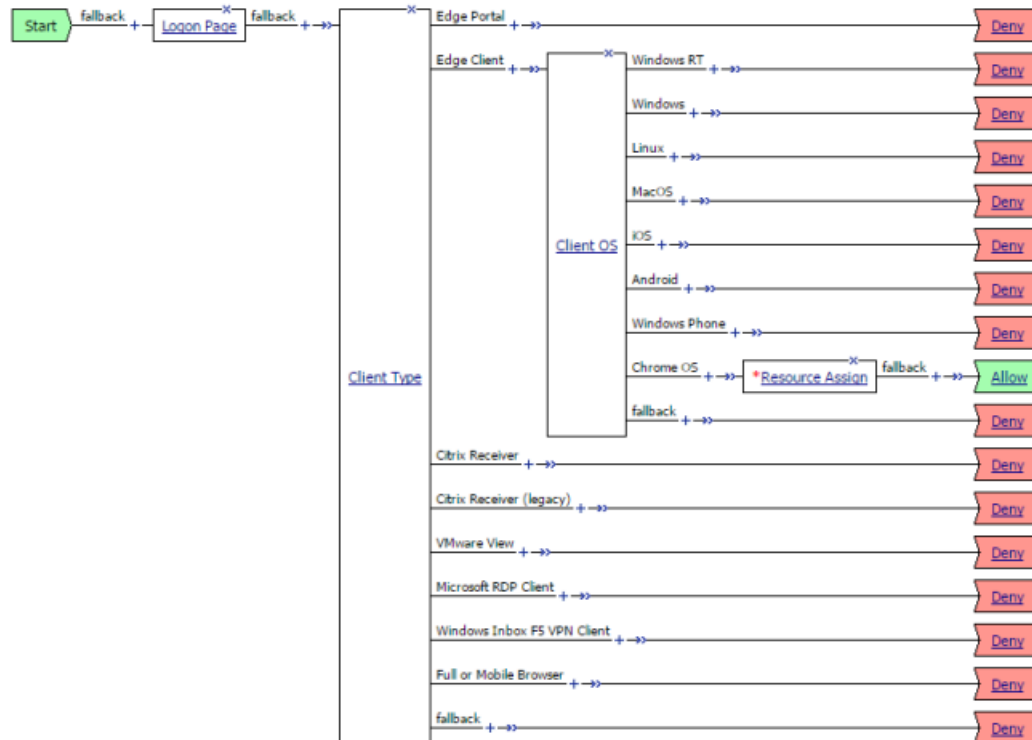 Start
fallback
Logon Page
fallback
Edge Portal
Deny
Edge Client
Windows RT
Deny
Windows
Deny
Linux
Deny
MacOS
Deny
Client OS
iOS
Deny
Android
Deny
Windows Phone
Deny
Client Type
Chrome OS
*Resource Assign
fallback
Allow
fallback
Deny
Citrix Receiver
Deny
Citrix Receiver (legacy)
Deny
VMware View
Deny
Microsoft RDP Client
Deny
Windows Inbox F5 VPN Client
Deny
Full or Mobile Browser
Deny
fallback
Deny